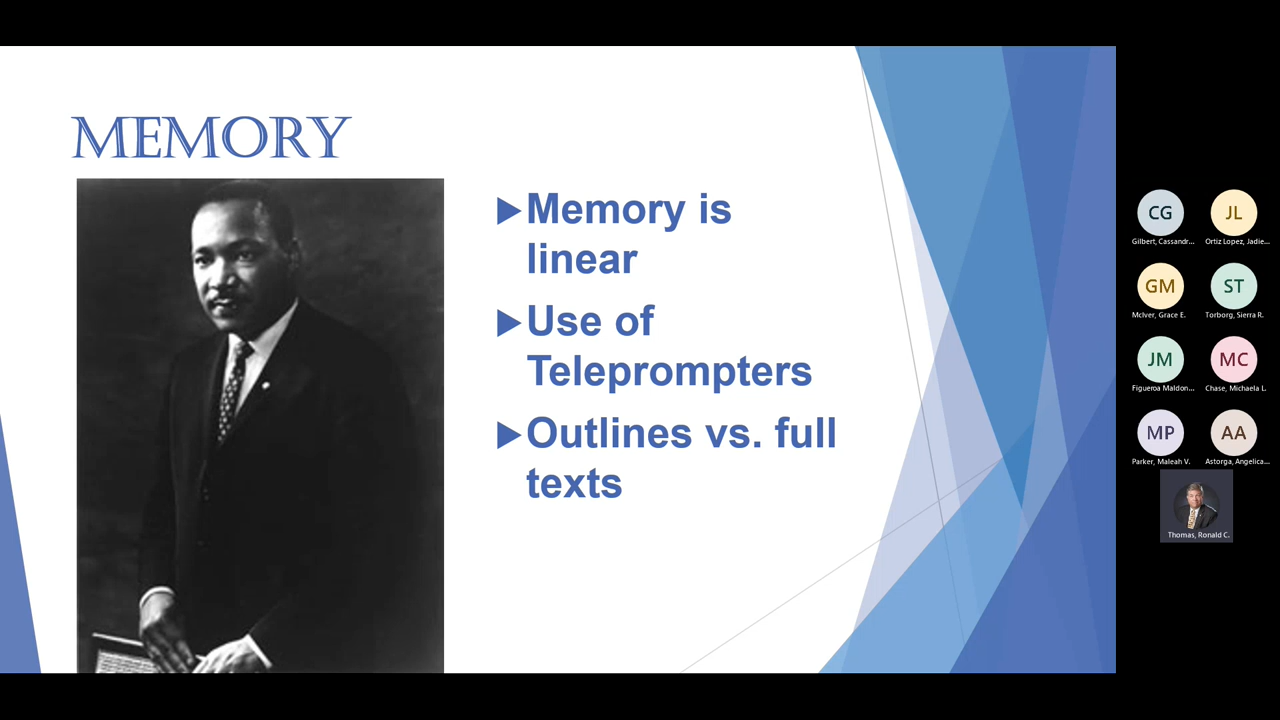 MEMORY
Memory is
linear
Use of
Teleprompters
Outlines vs. full
texts
CG
JL
Gilbert, Cassandr...
Ortiz Lopez, Jadie...
GM
ST
McIver, Grace E.
Torborg, Sierra R.
JM
MC
Figueroa Maldon...
Chase, Michaela L.
MP
AA
Parker, Maleah V.
Astorga, Angelica...
Thomas, Ronald C.